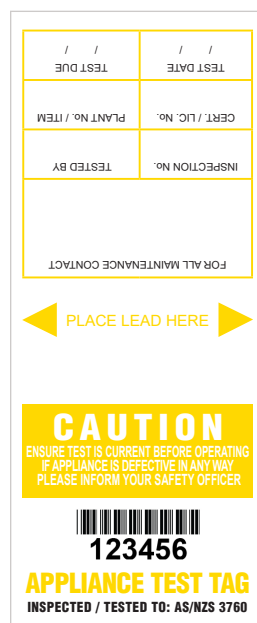 / / / /
TEST DUE TEST DATE
PLANT No. / ITEM CERT. / LIC. No.
TESTED BY INSPECTION No.
FOR ALL MAINTENANCE CONTACT
PLACE LEAD HERE
CAUTION
ENSURE TEST IS CURRENT BEFORE OPERATING
IF APPLIANCE IS DEFECTIVE IN ANY WAY
PLEASE INFORM YOUR SAFETY OFFICER
123456
APPLIANCE TEST TAG
INSPECTED / TESTED TO: AS/NZS 3760